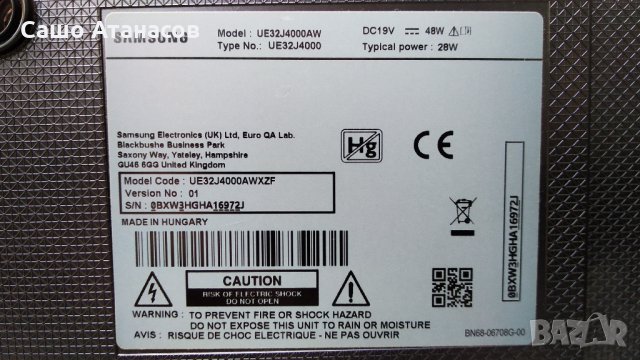 Сашо Атанасов
SAMSUNG
Model : UE32J4000AW
Type No.: UE32J4000
DC19V ⎓ 48W
Typical power : 28W
Samsung Electronics (UK) Ltd, Euro QA Lab.
Blackbushe Business Park
Saxony Way, Yateley, Hampshire
GU46 6GG United Kingdom
Hg
CE
Model Code : UE32J4000AWXZF
Version No : 01
S/N : 0BXW3HGHA16972J
MADE IN HUNGARY
0BXW3HGHA16972J
CAUTION
RISK OF ELECTRIC SHOCK
DO NOT OPEN
WARNING : TO PREVENT FIRE OR SHOCK HAZARD
DO NOT EXPOSE THIS UNIT TO RAIN OR MOISTURE
AVIS : RISQUE DE CHOC ELECTRIQUE - NE PAS OUVRIR
BN68-06708G-00
BAZAR.BG